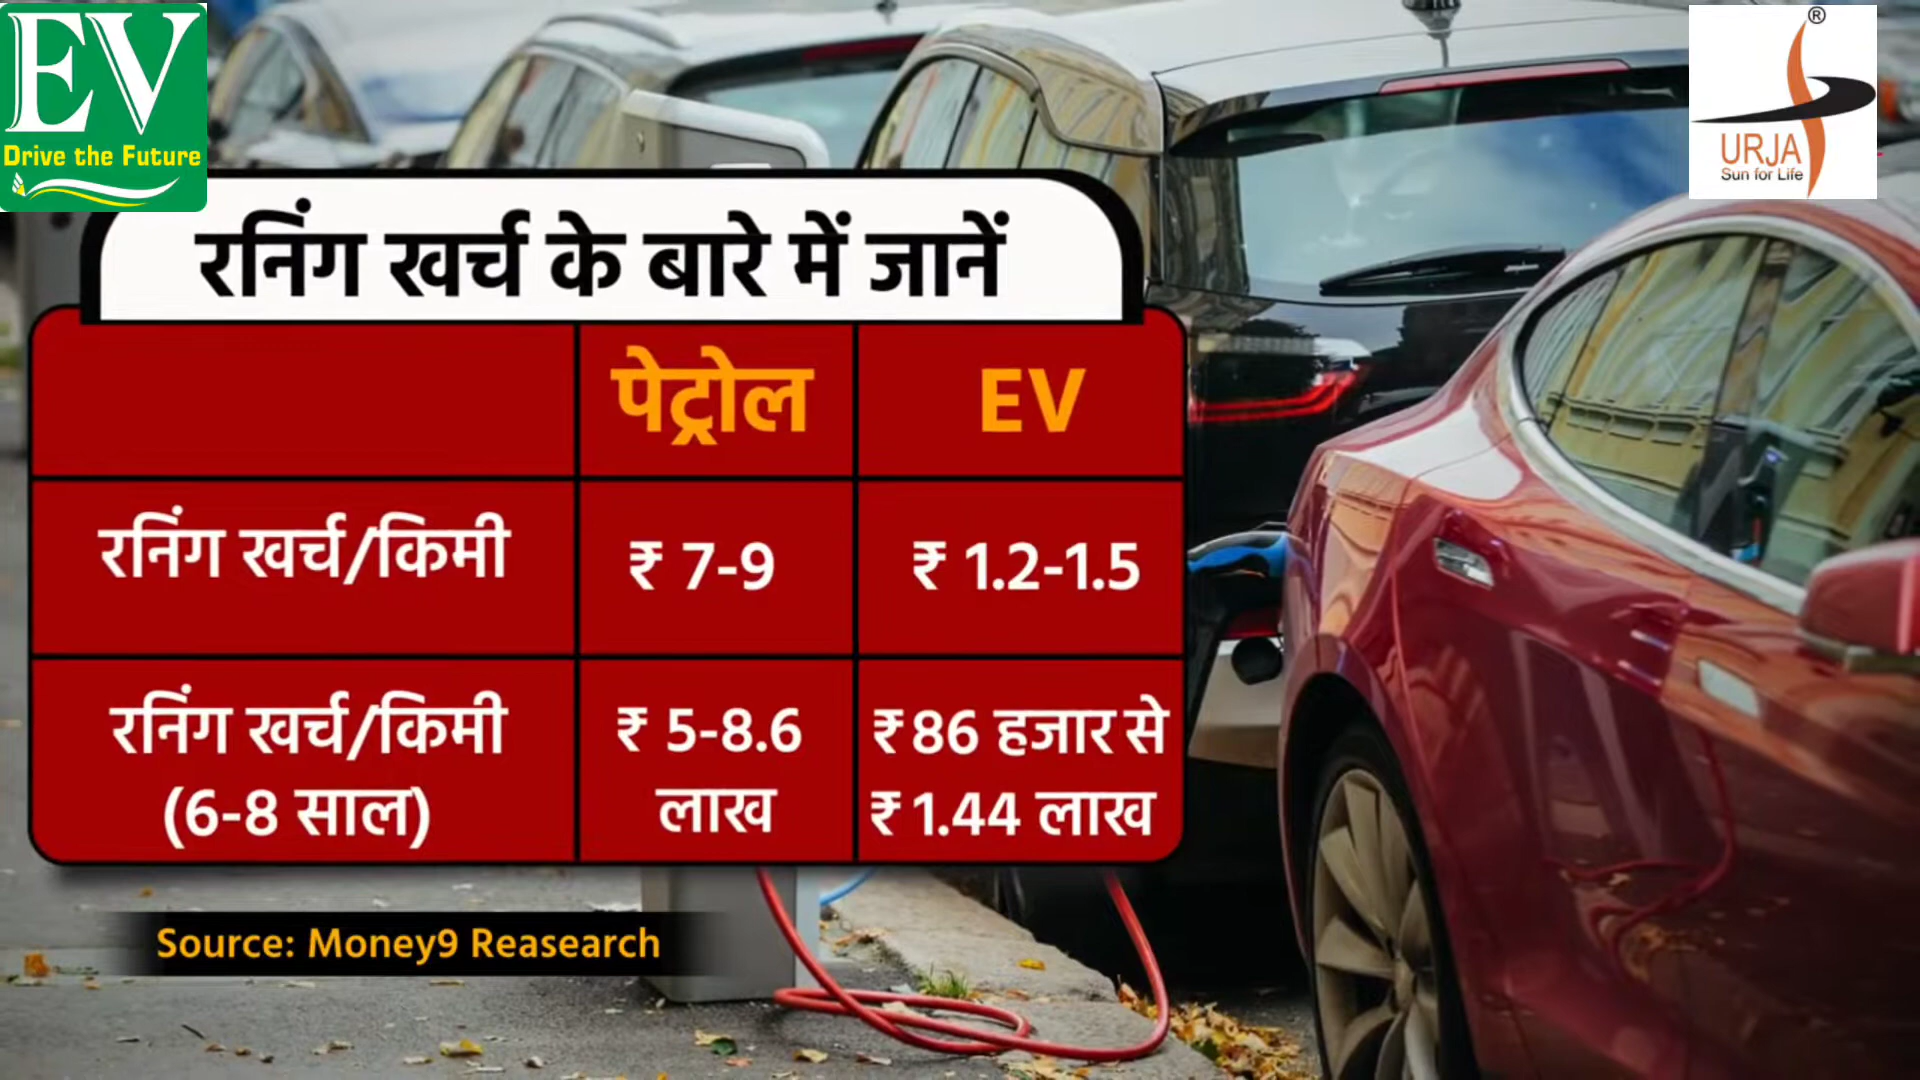 EV
Drive the Future
®
URJA
Sun for Life
रनिंग खर्च के बारे में जानें
पेट्रोल EV
रनिंग खर्च/किमी ₹ 7-9 ₹ 1.2-1.5
रनिंग खर्च/किमी ₹ 5-8.6 ₹86 हजार से
(6-8 साल) लाख ₹1.44 लाख
Source: Money9 Reasearch